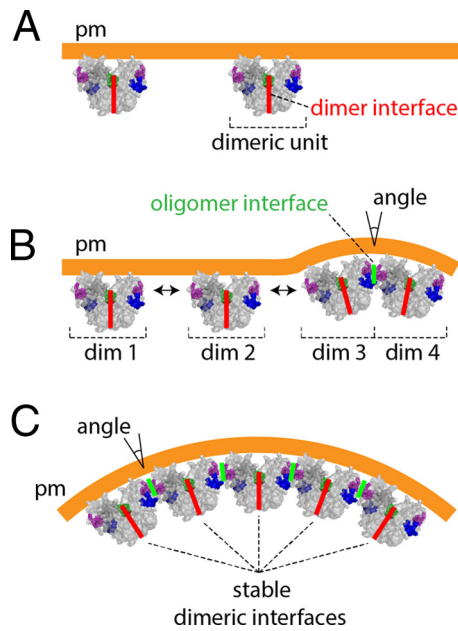 A
pm
dimer interface
dimeric unit
oligomer interface
angle
B
pm
dim 1
dim 2
dim 3
dim 4
C
angle
pm
stable
dimeric interfaces